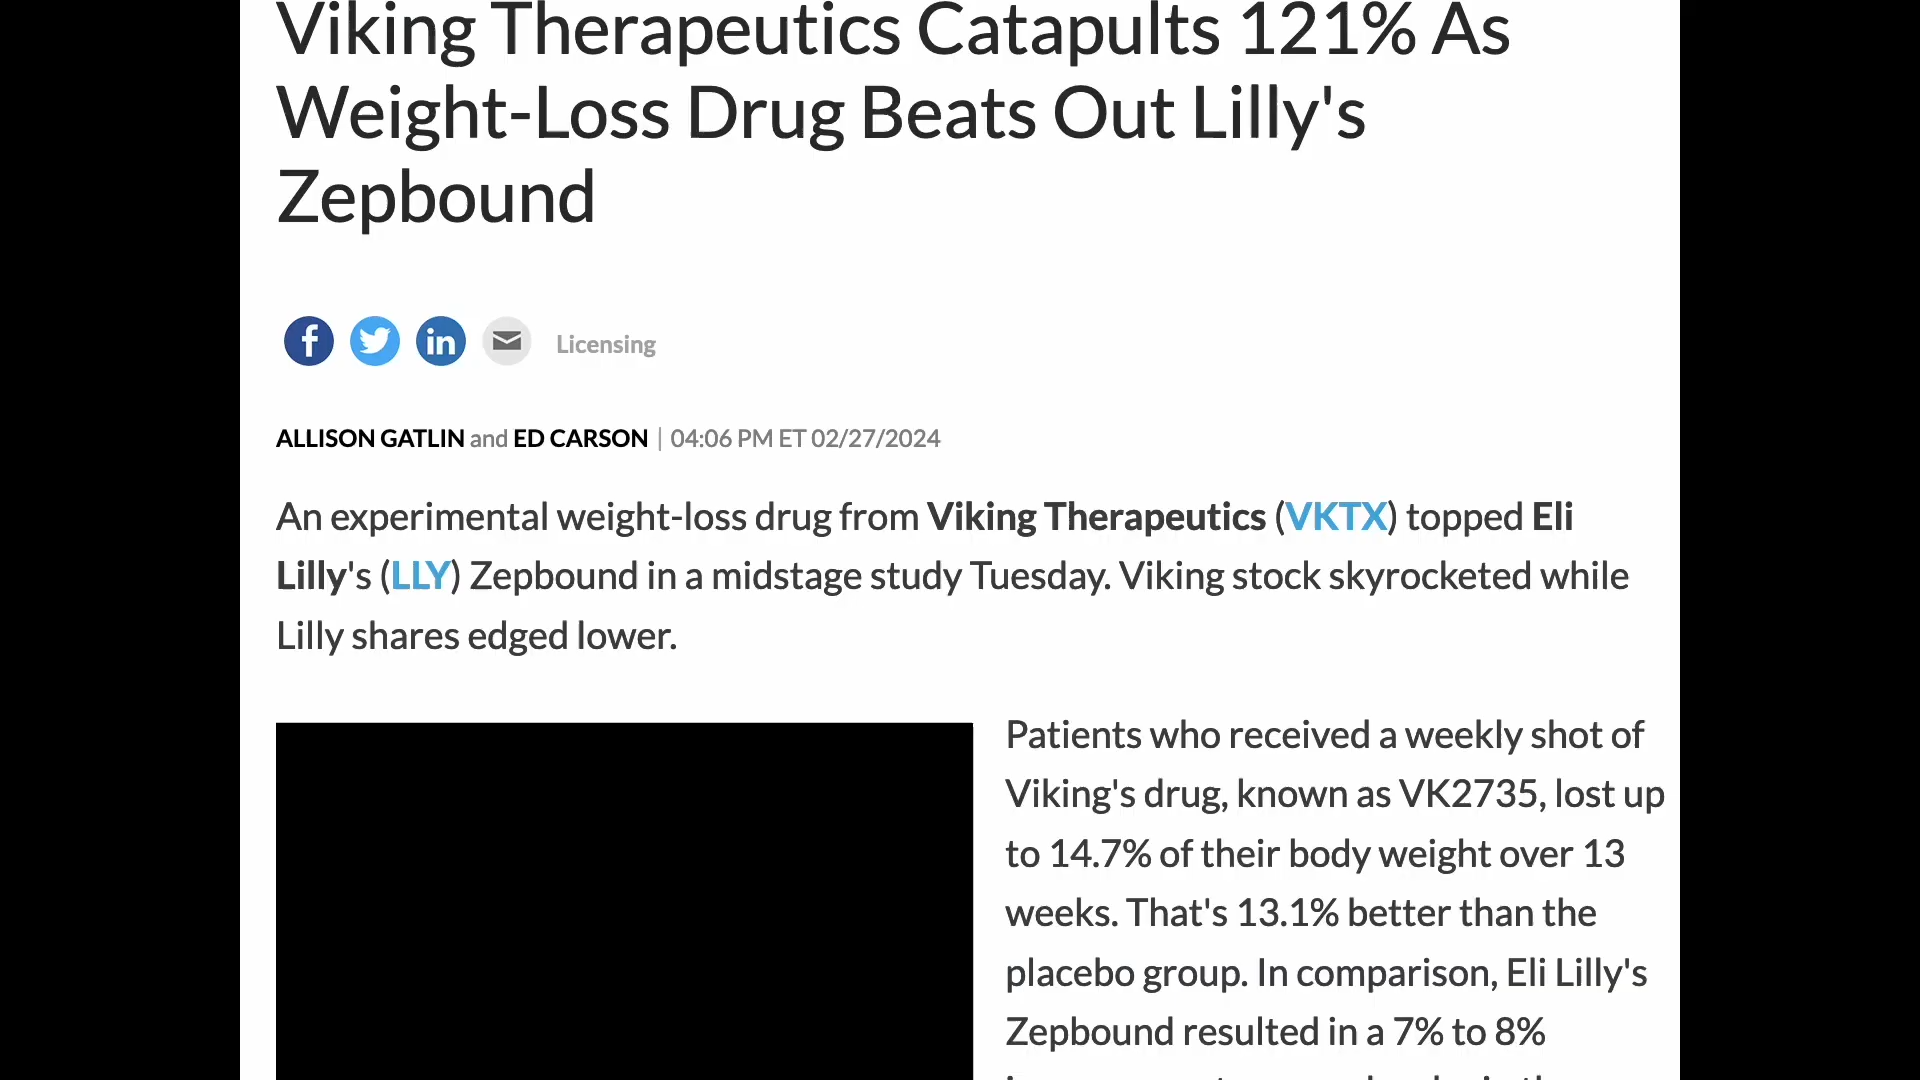 Viking Therapeutics Catapults 121% As
Weight-Loss Drug Beats Out Lilly's
Zepbound
f in Licensing
ALLISON GATLIN and ED CARSON | 04:06 PM ET 02/27/2024
An experimental weight-loss drug from Viking Therapeutics (VKTX) topped Eli
Lilly's (LLY) Zepbound in a midstage study Tuesday. Viking stock skyrocketed while
Lilly shares edged lower.
Patients who received a weekly shot of
Viking's drug, known as VK2735, lost up
to 14.7% of their body weight over 13
weeks. That's 13.1% better than the
placebo group. In comparison, Eli Lilly's
Zepbound resulted in a 7% to 8%